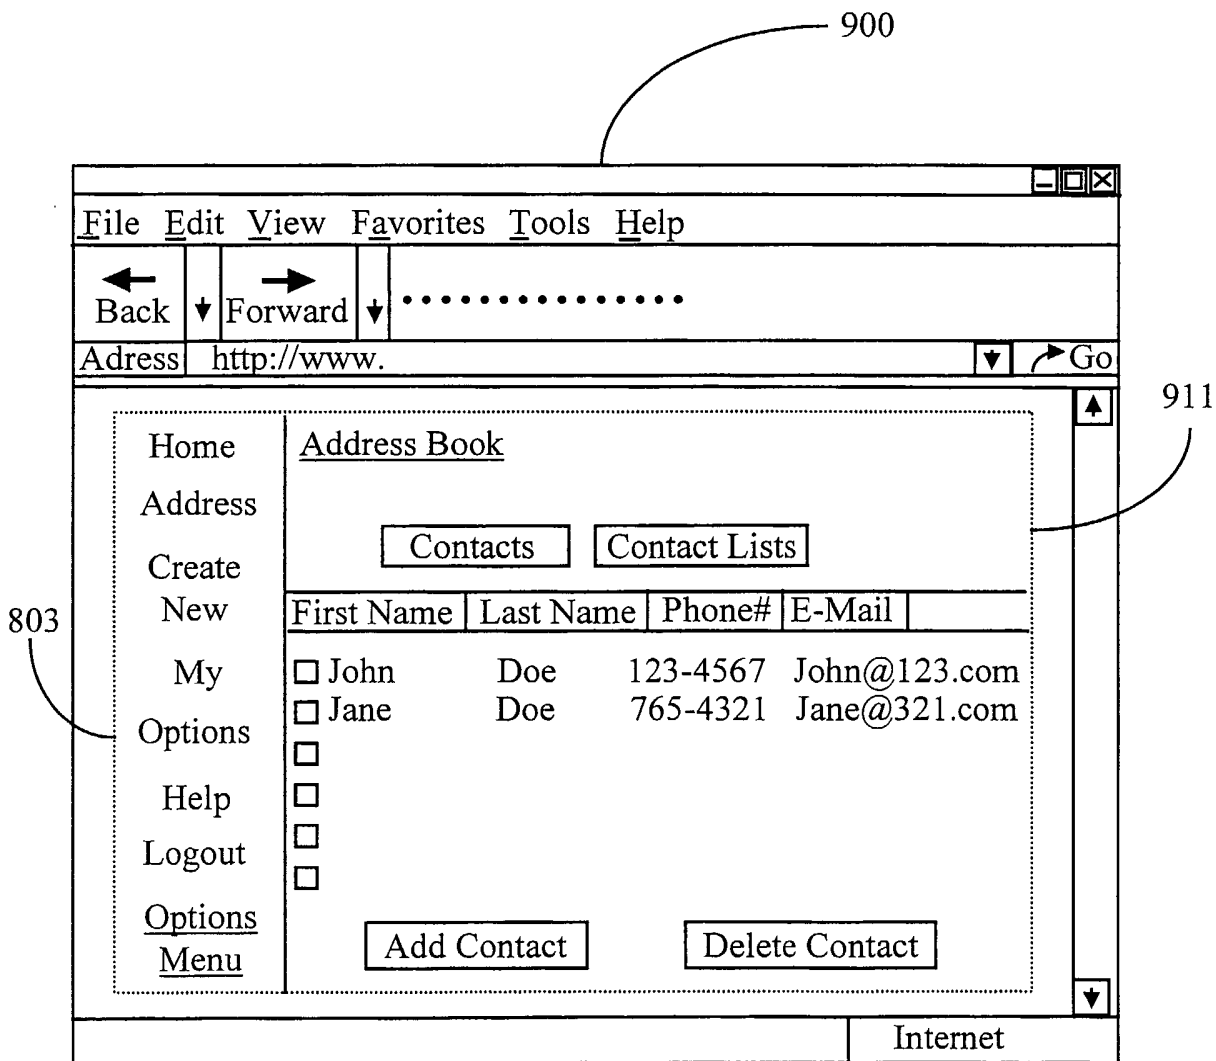 900
File Edit View Favorites Tools Help
Back Forward
Adress http://www. Go
911
Home
Address
Create
New
My
Options
Help
Logout
Options
Menu
803
Address Book
Contacts Contact Lists
First Name Last Name Phone# E-Mail
John Doe 123-4567 John@123.com
Jane Doe 765-4321 Jane@321.com
Add Contact Delete Contact
Internet